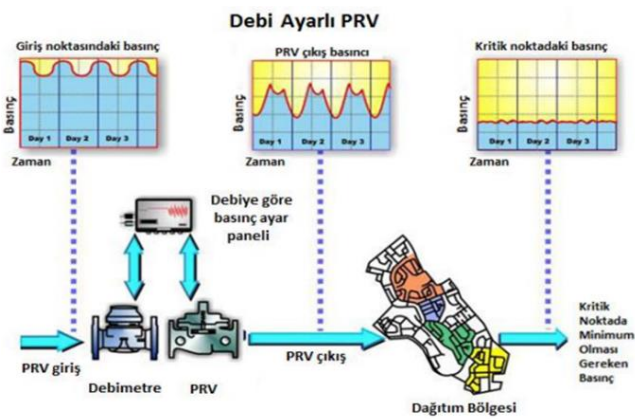 Debi Ayarlı PRV
Giriş noktasındaki basınç
PRV çıkış basıncı
Kritik noktadaki basınç
Basınç
Day 1 Day 2 Day 3
Zaman
Basınç
Day 1 Day 2 Day 3
Zaman
Basınç
Day 1 Day 2 Day 3
Zaman
Debiye göre
basınç ayar
paneli
PRV giriş
Debimetre
PRV
PRV çıkış
Dağıtım Bölgesi
Kritik
Noktada
Minimum
Olması
Gereken
Basınç